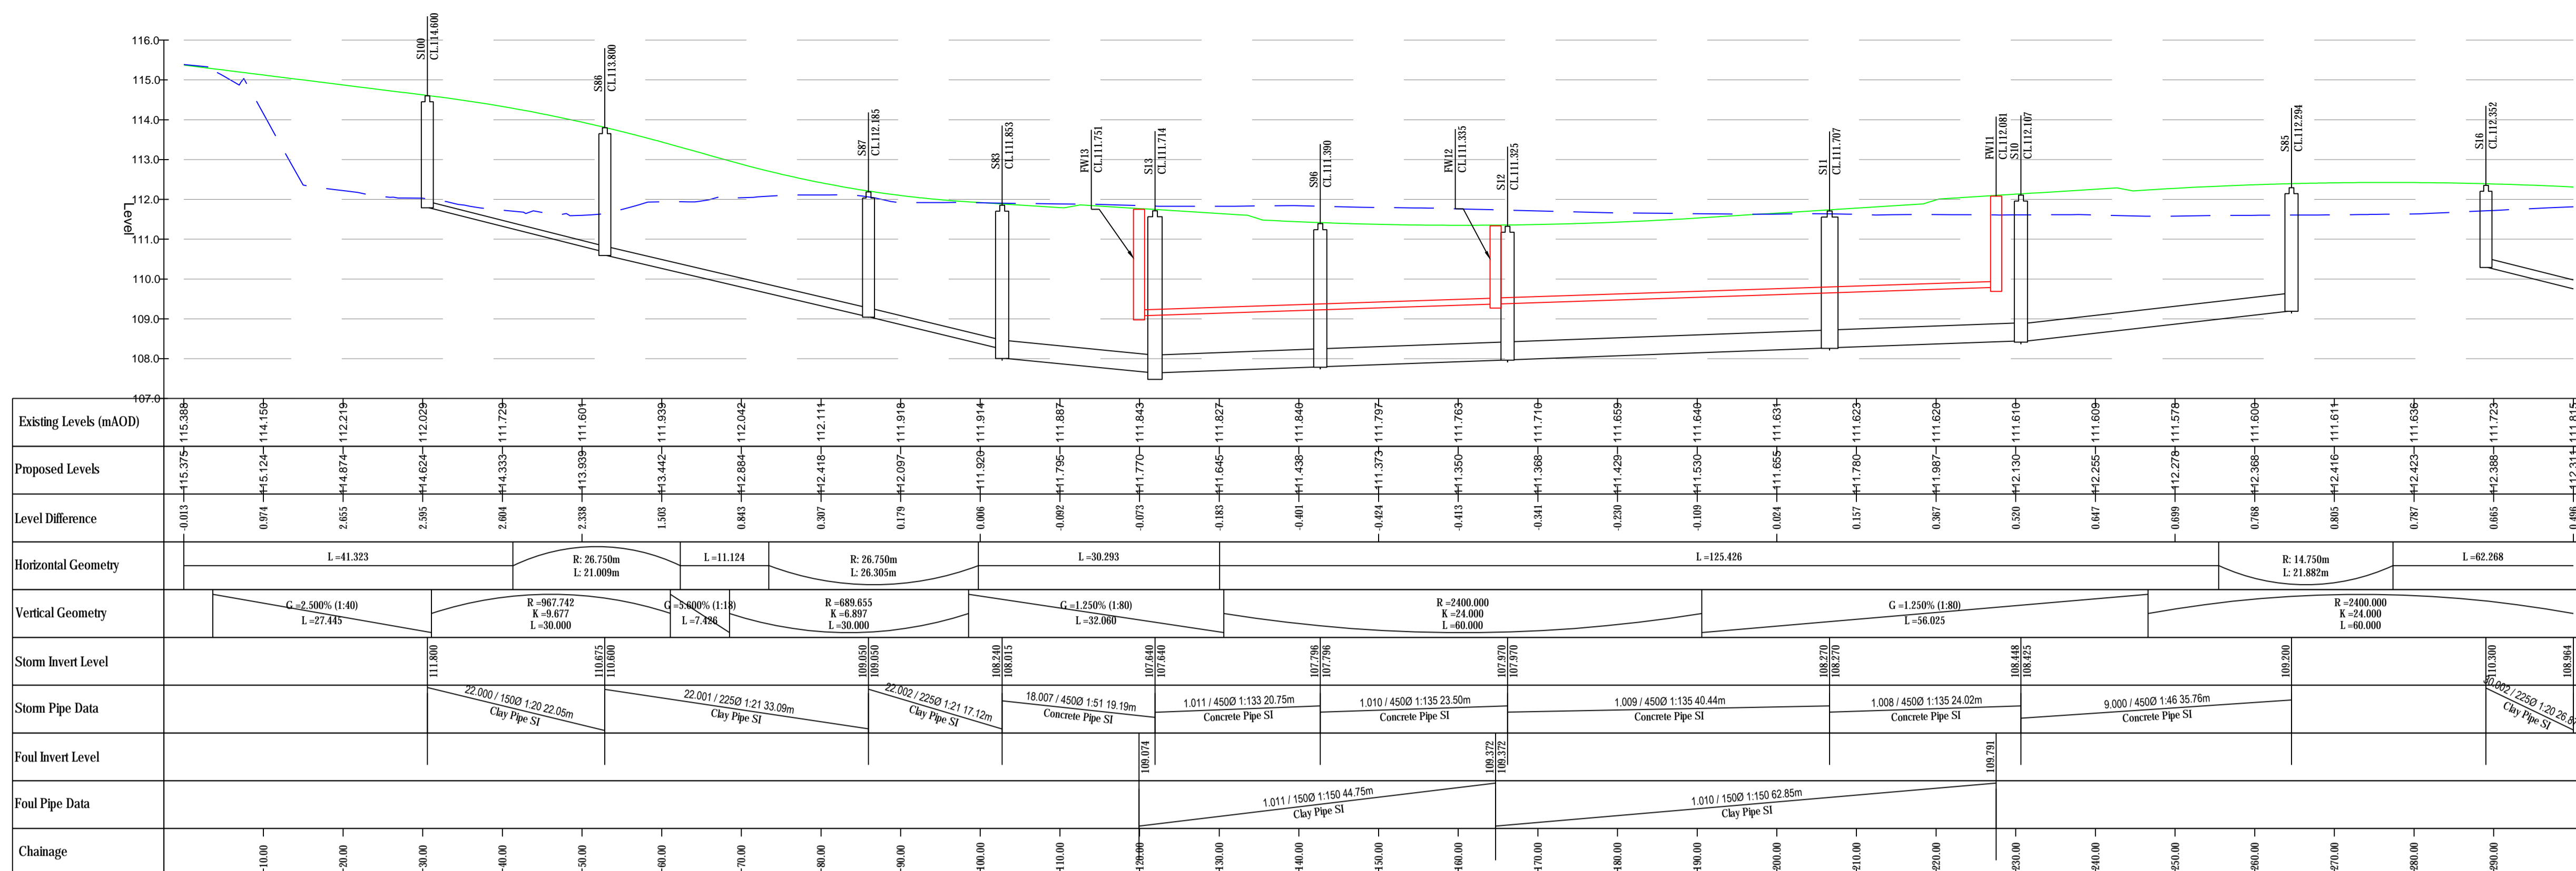 116.0
115.0
114.0
113.0
112.0
111.0
110.0
109.0
108.0
107.0
Level
S100
CL.114.600
S86
CL.113.800
S87
CL.112.185
S83
CL.111.853
FW13
CL.111.751
S13
CL.111.714
S96
CL.111.390
FW12
CL.111.335
S12
CL.111.325
S11
CL.111.707
FW11
CL.112.081
S10
CL.112.107
S85
CL.112.294
S16
CL.112.352
Existing Levels (mAOD)
115.388 114.150 112.219 112.029 111.729 111.601 111.939 112.042 112.111 111.918 111.914 111.887 111.843 111.827 111.840 111.797 111.763 111.710 111.659 111.640 111.631 111.623 111.620 111.610 111.609 111.578 111.600 111.611 111.636 111.723 111.815
Proposed Levels
115.375 115.124 114.874 114.624 114.333 113.939 113.442 112.884 112.418 112.097 111.920 111.795 111.770 111.645 111.438 111.373 111.350 111.368 111.429 111.530 111.655 111.780 111.987 112.130 112.255 112.278 112.368 112.416 112.423 112.388 112.311
Level Difference
-0.013 0.974 2.655 2.595 2.604 2.338 1.503 0.843 0.307 0.179 0.006 -0.092 -0.073 -0.183 -0.401 -0.424 -0.413 -0.341 -0.230 -0.109 0.024 0.157 0.367 0.520 0.647 0.699 0.768 0.805 0.787 0.665 0.496
Horizontal Geometry
L =41.323
R: 26.750m
L: 21.009m
L =11.124
R: 26.750m
L: 26.305m
L =30.293
L =125.426
R: 14.750m
L: 21.882m
L =62.268
Vertical Geometry
G =2.500% (1:40)
L =27.445
R =967.742
K =9.677
L =30.000
G =5.600% (1:18)
L =7.426
R =689.655
K =6.897
L =30.000
G =1.250% (1:80)
L =32.060
R =2400.000
K =24.000
L =60.000
G =1.250% (1:80)
L =56.025
R =2400.000
K =24.000
L =60.000
Storm Invert Level
111.800 110.675 110.600 109.050 109.050 108.240 108.015 107.640 107.640 107.796 107.796 107.970 107.970 108.270 108.270 108.448 108.425 109.200 110.300 108.964
Storm Pipe Data
22.000 / 150Ø 1:20 22.05m
Clay Pipe SI
22.001 / 225Ø 1:21 33.09m
Clay Pipe SI
22.002 / 225Ø 1:21 17.12m
Clay Pipe SI
18.007 / 450Ø 1:51 19.19m
Concrete Pipe SI
1.011 / 450Ø 1:133 20.75m
Concrete Pipe SI
1.010 / 450Ø 1:135 23.50m
Concrete Pipe SI
1.009 / 450Ø 1:135 40.44m
Concrete Pipe SI
1.008 / 450Ø 1:135 24.02m
Concrete Pipe SI
9.000 / 450Ø 1:46 35.76m
Concrete Pipe SI
30.002 / 225Ø 1:20
Clay Pipe SI
Foul Invert Level
109.074 109.372 109.372 109.791
Foul Pipe Data
1.011 / 150Ø 1:150 44.75m
Clay Pipe SI
1.010 / 150Ø 1:150 62.85m
Clay Pipe SI
Chainage
10.00 20.00 30.00 40.00 50.00 60.00 70.00 80.00 90.00 100.00 110.00 120.00 130.00 140.00 150.00 160.00 170.00 180.00 190.00 200.00 210.00 220.00 230.00 240.00 250.00 260.00 270.00 280.00 290.00